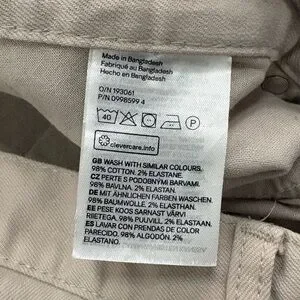 Made in Bangladesh
Fabriqué au Bangladesh
Hecho en Bangladesh
O/N 193061
P/N 0998599 4
40
P
clevercare.info
GB WASH WITH SIMILAR COLOURS.
98% COTTON. 2% ELASTANE.
CZ PERTE S PODOBNÝMI BARVAMI.
98% BAVLNA. 2% ELASTAN.
DE MIT ÄHNLICHEN FARBEN WASCHEN.
98% BAUMWOLLE. 2% ELASTHAN.
EE PESE KOOS SARNAST VÄRVI
RIIETEGA. 98% PUUVILL. 2% ELASTAAN.
ES LAVAR CON PRENDAS DE COLOR
PARECIDO. 98% ALGODÓN. 2%
ELASTANO.